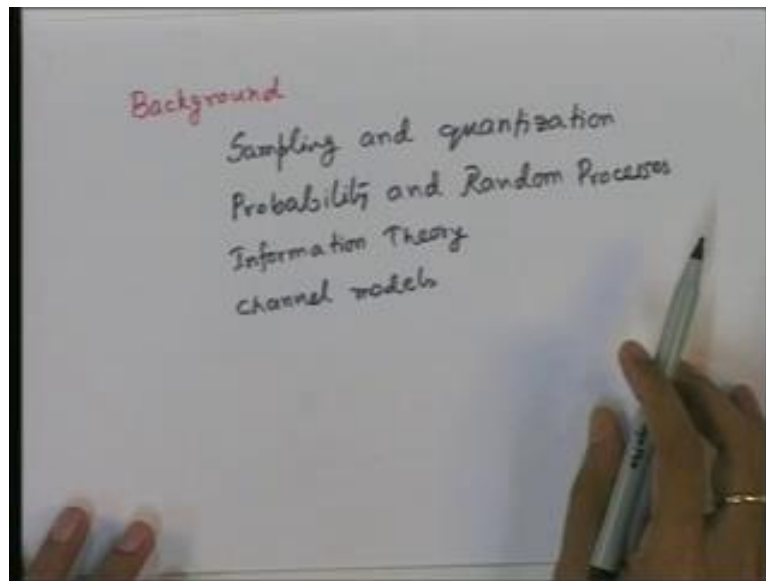 Background
Sampling and quantization
Probability and Random Processes
Information Theory
channel models